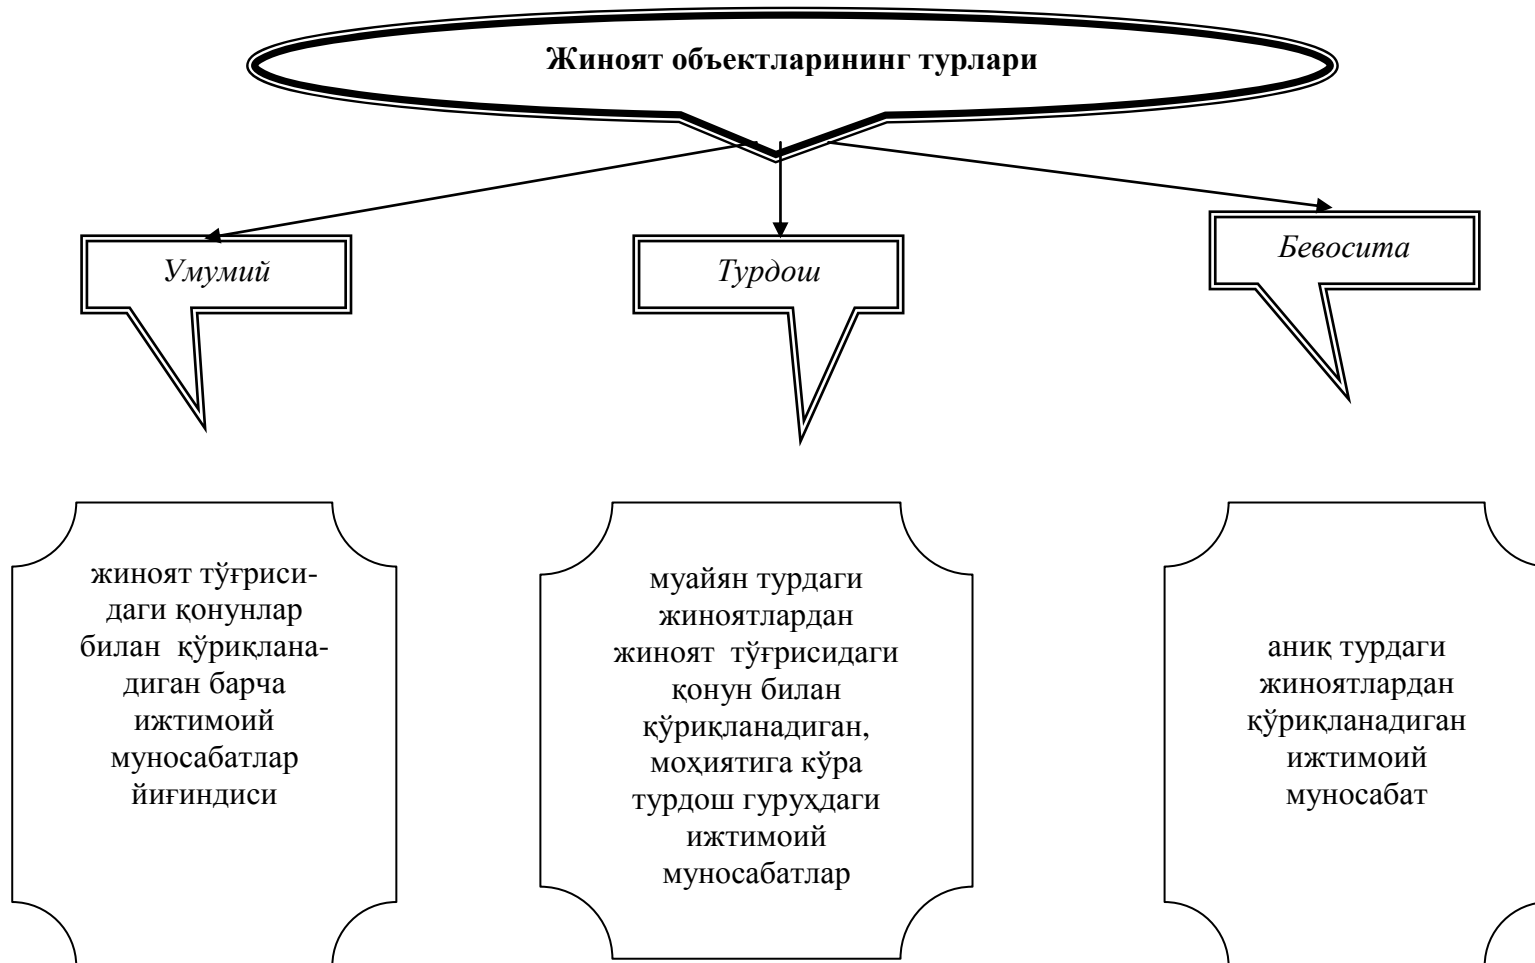 Жиноят объектларининг турлари
Умумий
Турдош
Бевосита
жиноят тўғриси-
даги қонунлар
билан қўриқлана-
диган барча
ижтимоий
муносабатлар
йиғиндиси
муайян турдаги
жиноятлардан
жиноят тўғрисидаги
қонун билан
қўриқланадиган,
моҳиятига кўра
турдош гуруҳдаги
ижтимоий
муносабатлар
аниқ турдаги
жиноятлардан
қўриқланадиган
ижтимоий
муносабат